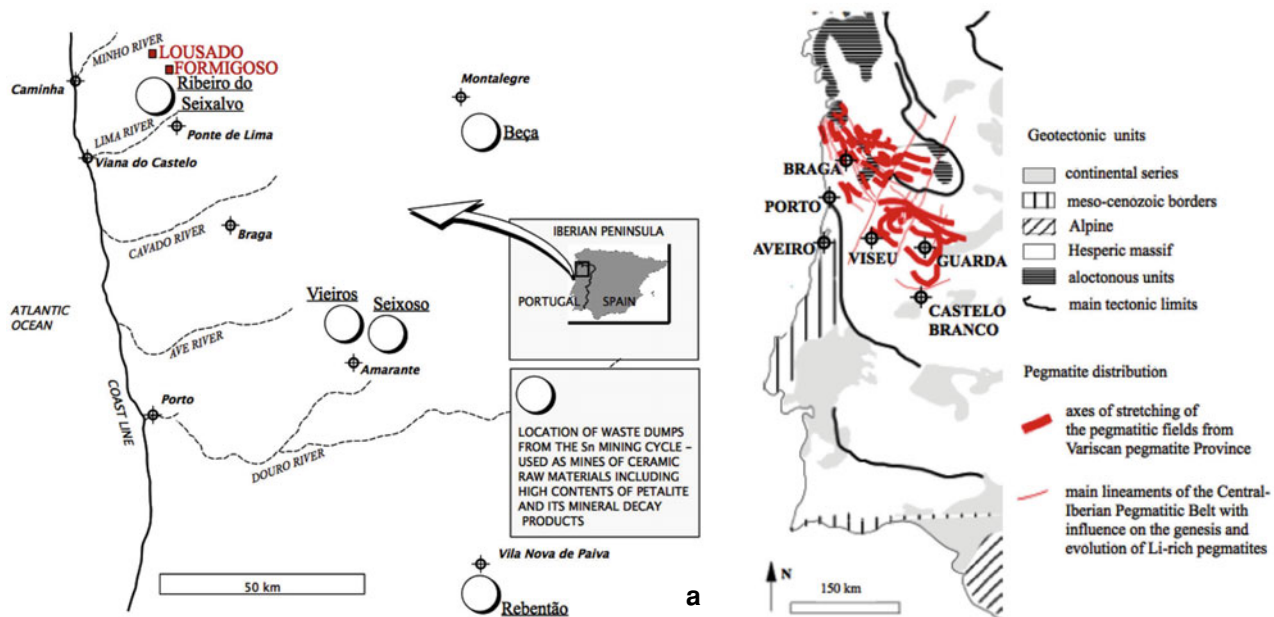 MINHO RIVER
LOUSADO
FORMIGOSO
Caminha
Ribeiro do
Seixalvo
LIMA RIVER
Ponte de Lima
Viana do Castelo
Montalegre
Beça
CAVADO RIVER
Braga
IBERIAN PENINSULA
PORTUGAL
SPAIN
ATLANTIC
OCEAN
Vieiros
Seixoso
AVE RIVER
Amarante
COAST LINE
Porto
DOURO RIVER
LOCATION OF WASTE DUMPS
FROM THE Sn MINING CYCLE –
USED AS MINES OF CERAMIC
RAW MATERIALS INCLUDING
HIGH CONTENTS OF PETALITE
AND ITS MINERAL DECAY
PRODUCTS
Vila Nova de Paiva
Rebentão
50 km
a
BRAGA
PORTO
AVEIRO
VISEU
GUARDA
CASTELO
BRANCO
N
150 km
Geotectonic units
continental series
meso-cenozoic borders
Alpine
Hesperic massif
aloctonous units
main tectonic limits
Pegmatite distribution
axes of stretching of
the pegmatitic fields from
Variscan pegmatite Province
main lineaments of the Central-
Iberian Pegmatitic Belt with
influence on the genesis and
evolution of Li-rich pegmatites